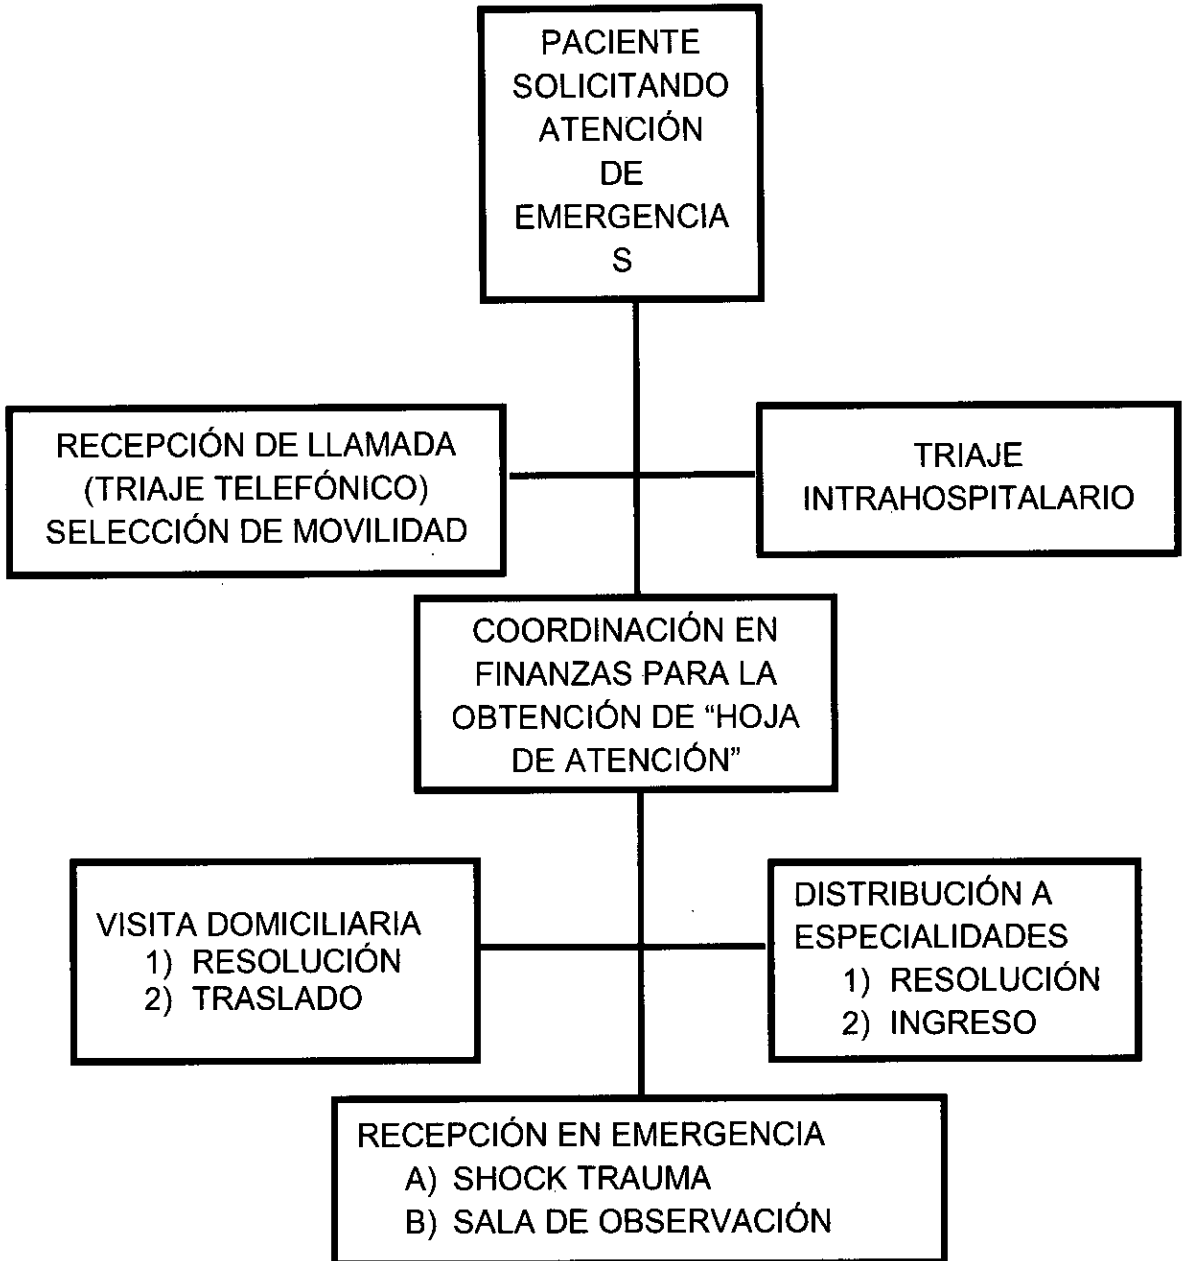 PACIENTE
SOLICITANDO
ATENCIÓN
DE
EMERGENCIA
S
RECEPCIÓN DE LLAMADA
(TRIAJE TELEFÓNICO)
SELECCIÓN DE MOVILIDAD
TRIAJE
INTRAHOSPITALARIO
COORDINACIÓN EN
FINANZAS PARA LA
OBTENCIÓN DE “HOJA
DE ATENCIÓN”
VISITA DOMICILIARIA
1) RESOLUCIÓN
2) TRASLADO
DISTRIBUCIÓN A
ESPECIALIDADES
1) RESOLUCIÓN
2) INGRESO
RECEPCIÓN EN EMERGENCIA
A) SHOCK TRAUMA
B) SALA DE OBSERVACIÓN